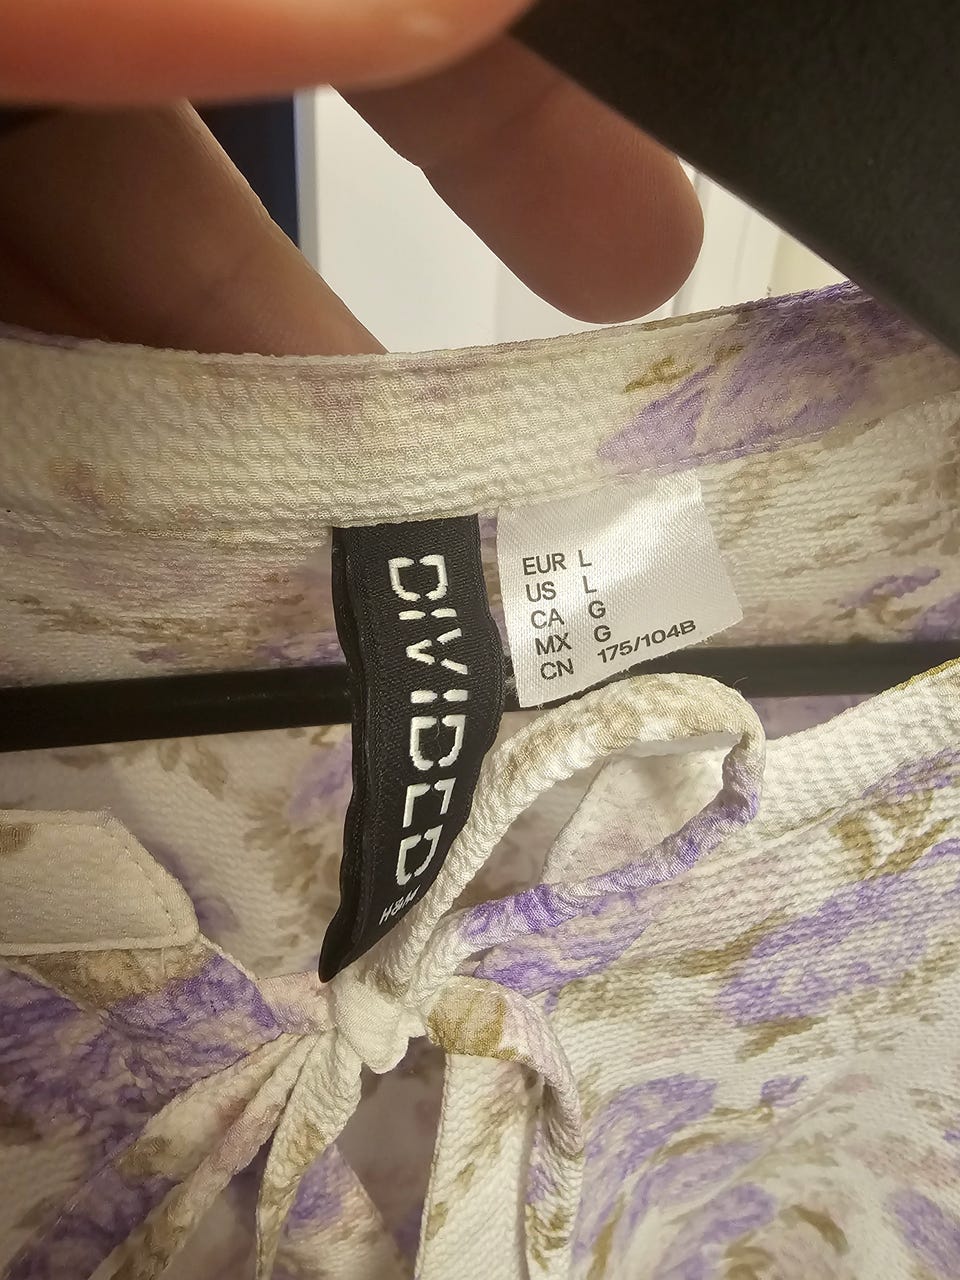 DIVIDED
H&M
EUR L
US L
CA G
MX G
CN 175/104B